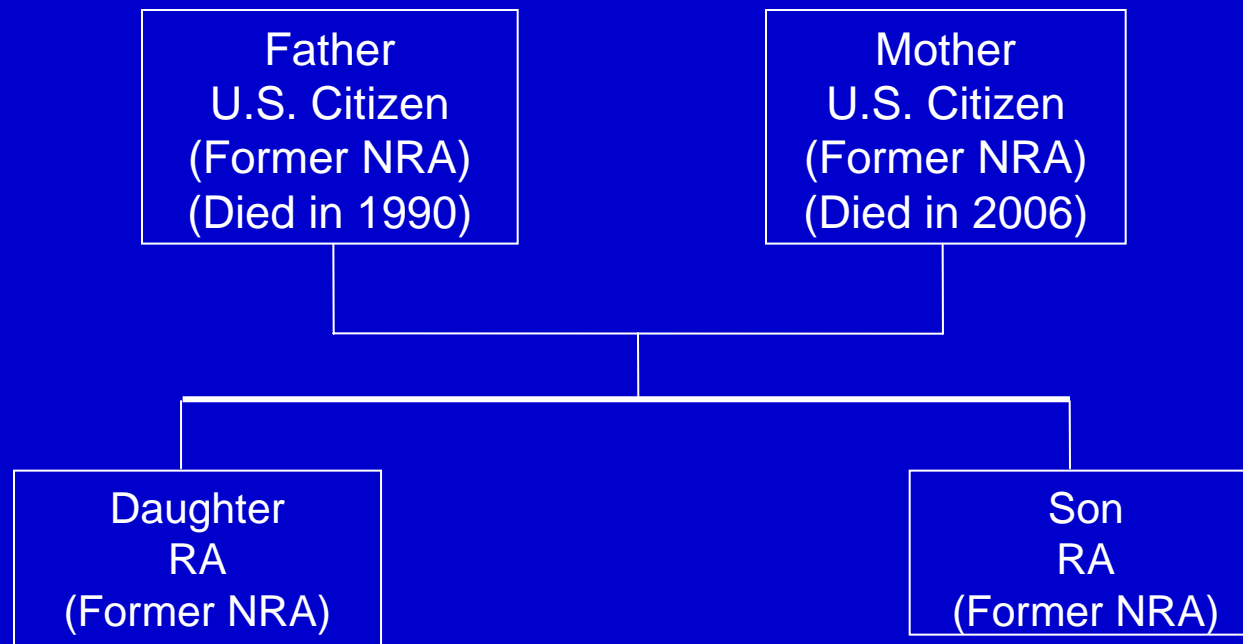 Father
U.S. Citizen
(Former NRA)
(Died in 1990)
Mother
U.S. Citizen
(Former NRA)
(Died in 2006)
Daughter
RA
(Former NRA)
Son
RA
(Former NRA)